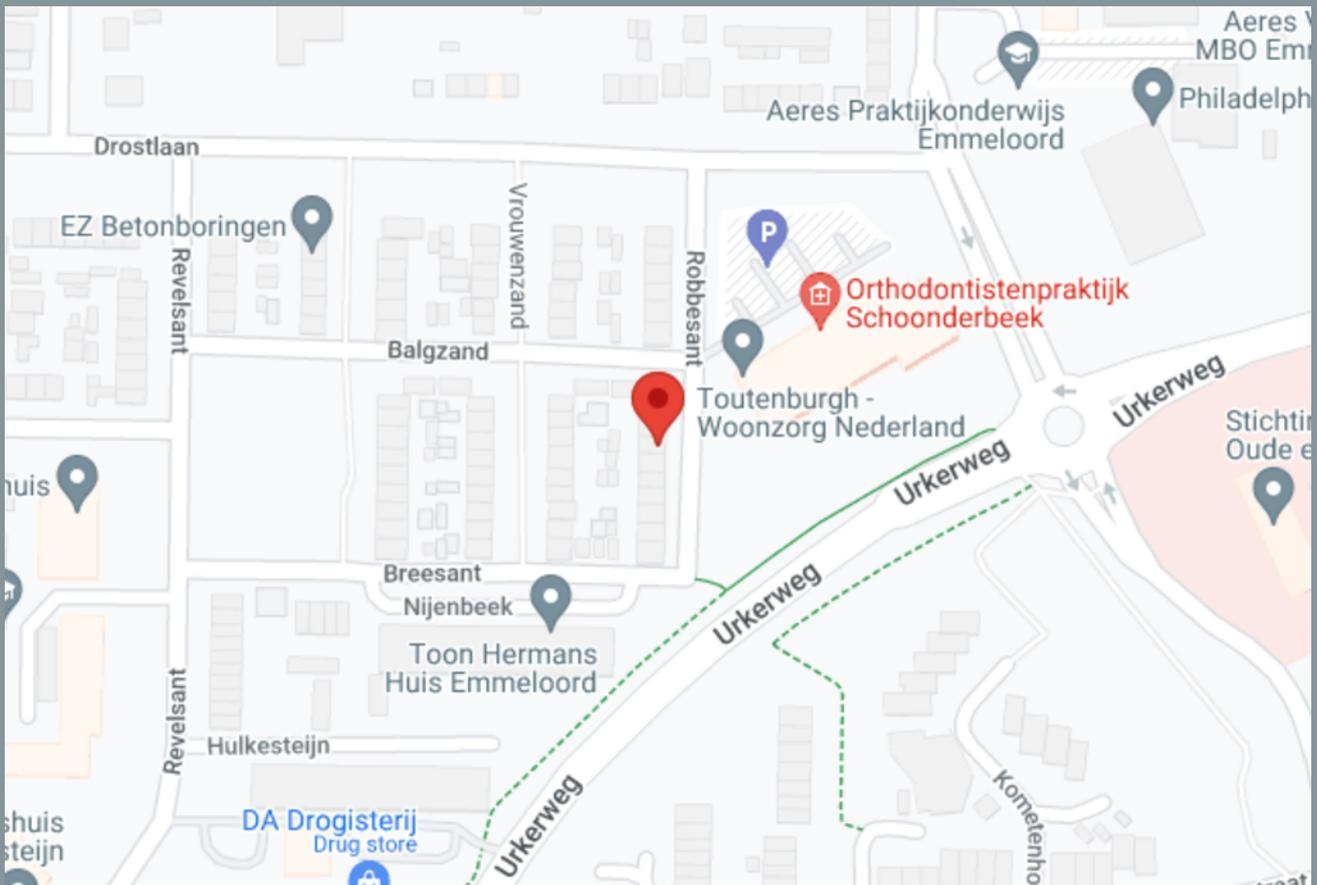 Aeres
MBO Em
Aeres Praktijkonderwijs
Emmeloord
Philadelph
Drostlaan
EZ Betonboringen
Vrouwenzand
Revelsant
Robbesant
Orthodontistenpraktijk
Schoonderbeek
Balgzand
Urkerweg
Toutenburgh -
Woonzorg Nederland
Stichtin
Oude e
Urkerweg
huis
Breesant
Nijenbeek
Urkerweg
Toon Hermans
Huis Emmeloord
Revelsant
Hulkesteijn
Kometenho
Urkerweg
DA Drogisterij
Drug store
shuis
steijn
traat